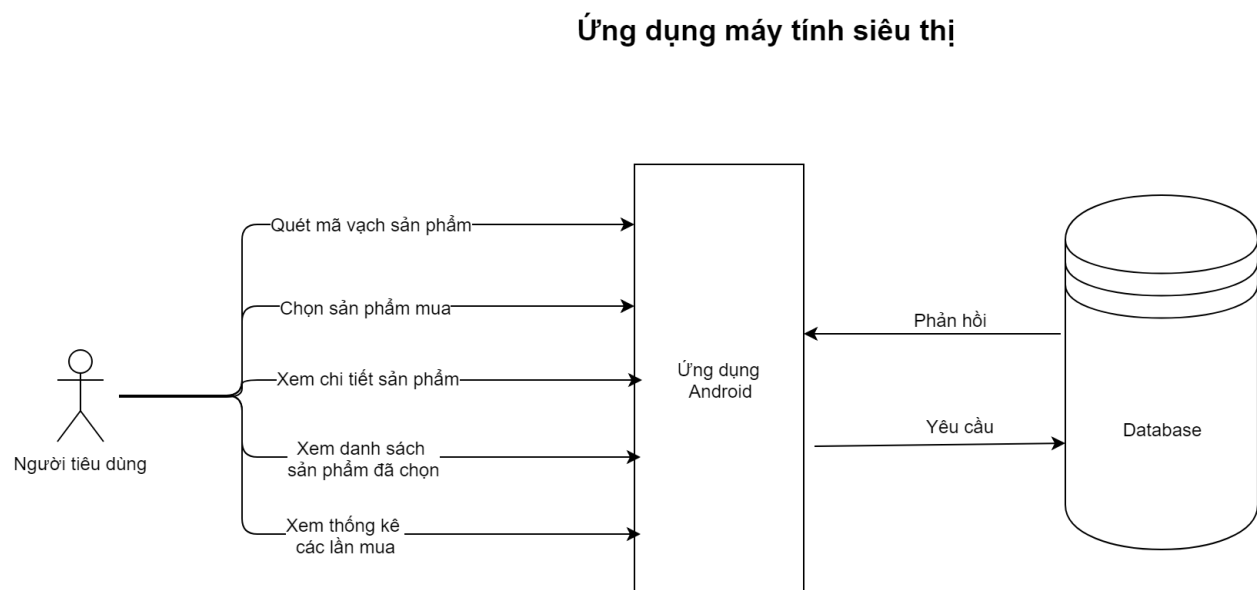 Ứng dụng máy tính siêu thị
Quét mã vạch sản phẩm
Chọn sản phẩm mua
Xem chi tiết sản phẩm
Xem danh sách
sản phẩm đã chọn
Xem thống kê
các lần mua
Người tiêu dùng
Ứng dụng
Android
Phản hồi
Yêu cầu
Database